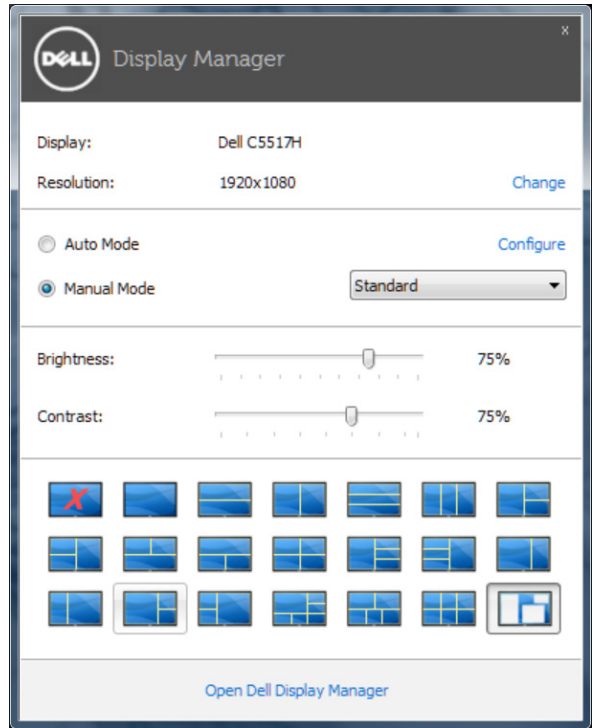 DELL Display Manager x
Display: Dell C5517H
Resolution: 1920x1080 Change
Auto Mode Configure
Manual Mode Standard
Brightness: 75%
Contrast: 75%
Open Dell Display Manager